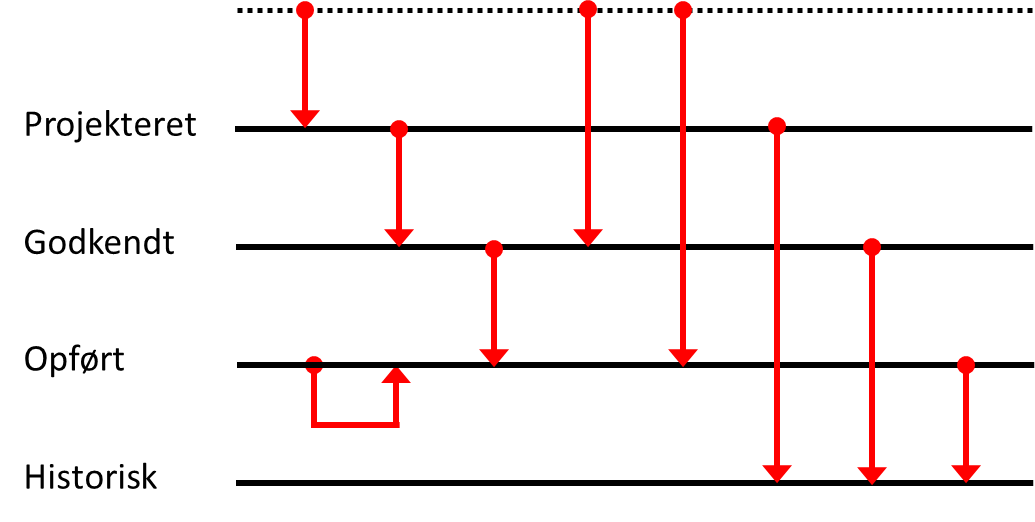 Projekteret
Godkendt
Opført
Historisk